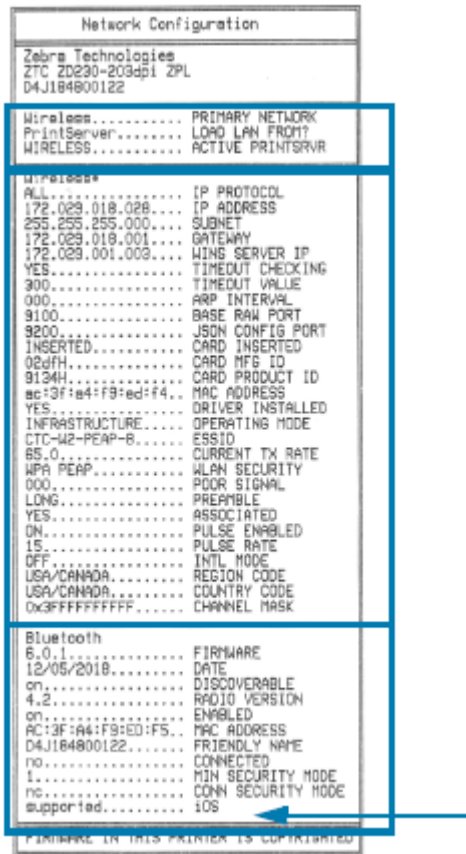 Network Configuration
Zebra Technologies
ZTC ZD230-203dpi ZPL
D4J184800122
Wireless........... PRIMARY NETWORK
PrintServer........ LOAD LAN FROM?
WIRELESS........... ACTIVE PRINTSRVR
Wireless*
ALL................ IP PROTOCOL
172.029.018.028.... IP ADDRESS
255.255.255.000.... SUBNET
172.029.018.001.... GATEWAY
172.029.001.003.... WINS SERVER IP
YES................ TIMEOUT CHECKING
300................ TIMEOUT VALUE
000................ ARP INTERVAL
9100............... BASE RAW PORT
9200............... JSON CONFIG PORT
INSERTED........... CARD INSERTED
02dfH.............. CARD MFG ID
9134H.............. CARD PRODUCT ID
ac:3f:a4:f9:ed:f4.. MAC ADDRESS
YES................ DRIVER INSTALLED
INFRASTRUCTURE..... OPERATING MODE
CTC-W2-PEAP-8...... ESSID
65.0............... CURRENT TX RATE
WPA PEAP........... WLAN SECURITY
000................ POOR SIGNAL
LONG............... PREAMBLE
YES................ ASSOCIATED
ON................. PULSE ENABLED
15................. PULSE RATE
OFF................ INTL MODE
USA/CANADA......... REGION CODE
USA/CANADA......... COUNTRY CODE
0x3FFFFFFFFFF...... CHANNEL MASK
Bluetooth
6.0.1.............. FIRMWARE
12/05/2018......... DATE
on................. DISCOVERABLE
4.2................ RADIO VERSION
on................. ENABLED
AC:3F:A4:F9:ED:F5.. MAC ADDRESS
D4J184800122....... FRIENDLY NAME
no................. CONNECTED
1.................. MIN SECURITY MODE
nc................. CONN SECURITY MODE
supported.......... iOS
FIRMWARE IN THIS PRINTER IS COPYRIGHTED